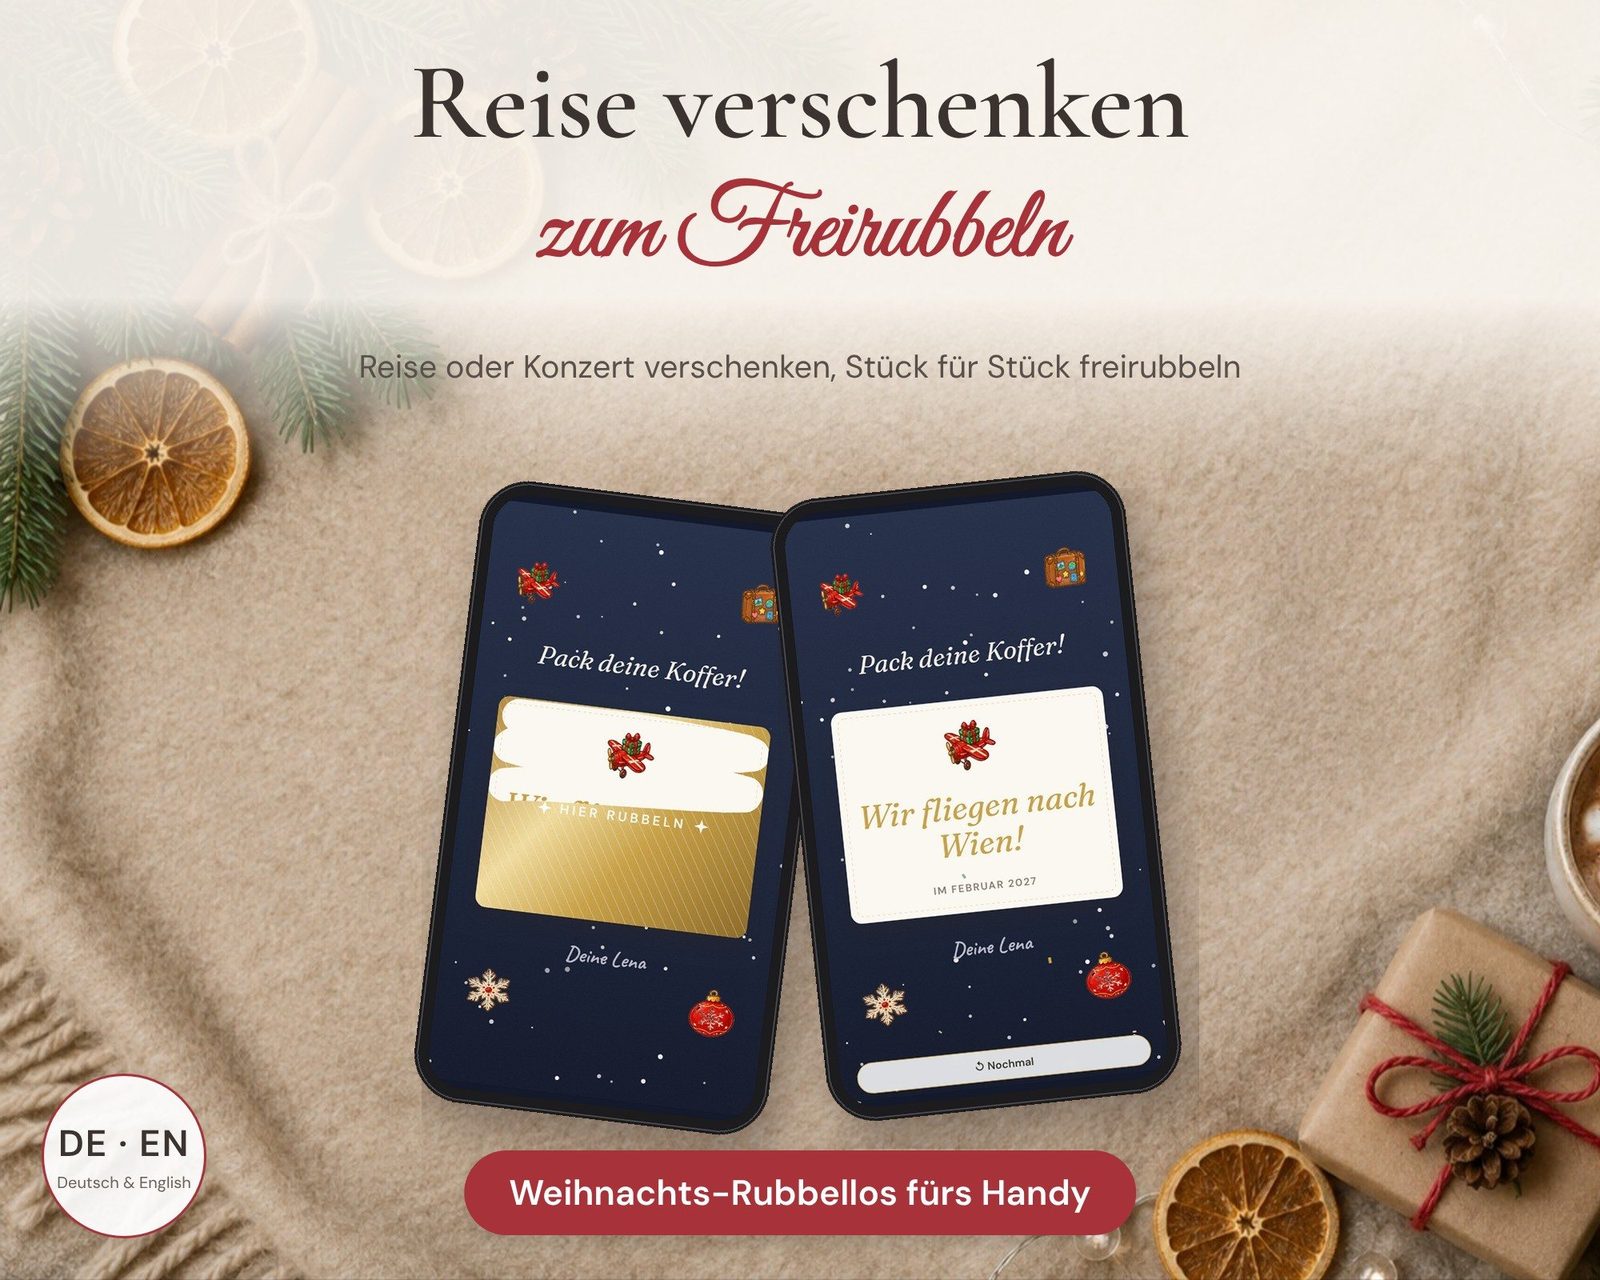 Reise verschenken
zum Freirubbeln
Reise oder Konzert verschenken, Stück für Stück freirubbeln
Pack deine Koffer!
HIER RUBBELN
Deine Lena
Pack deine Koffer!
Wir fliegen nach
Wien!
IM FEBRUAR 2027
Deine Lena
Nochmal
DE · EN
Deutsch & English
Weihnachts-Rubbellos fürs Handy